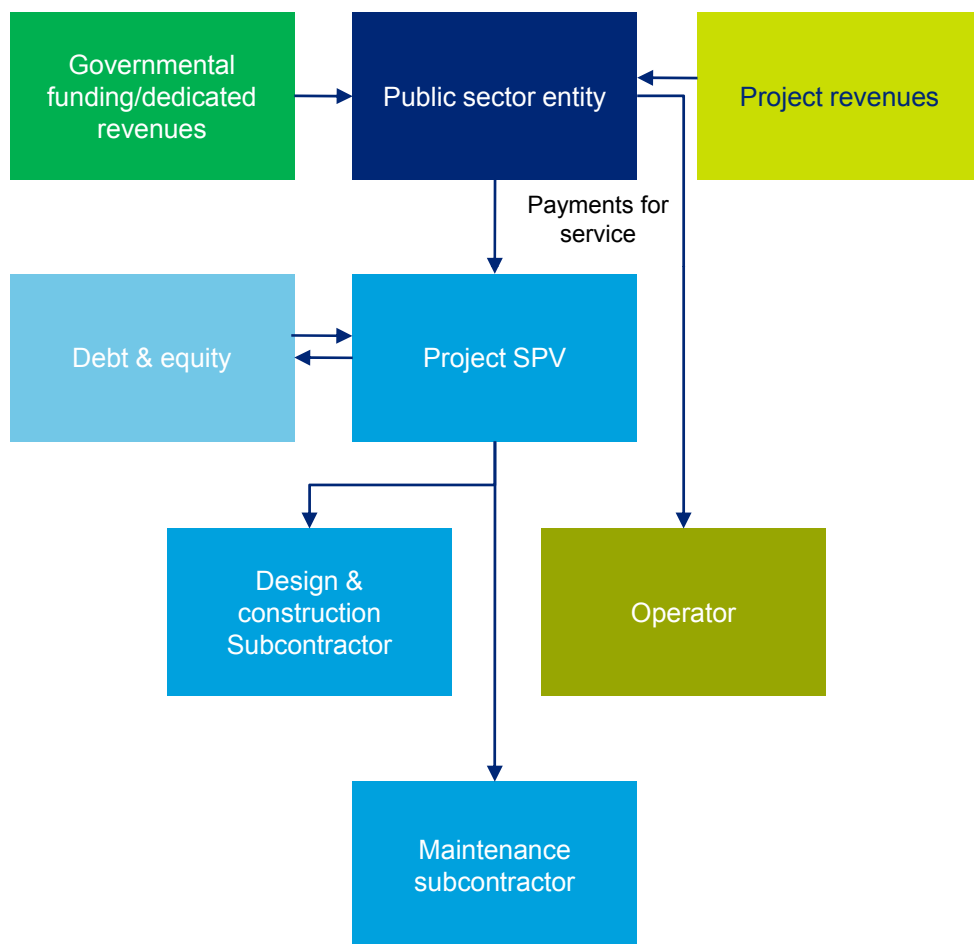 Governmental
funding/dedicated
revenues
Public sector entity
Project revenues
Payments for
service
Debt & equity
Project SPV
Design &
construction
Subcontractor
Operator
Maintenance
subcontractor